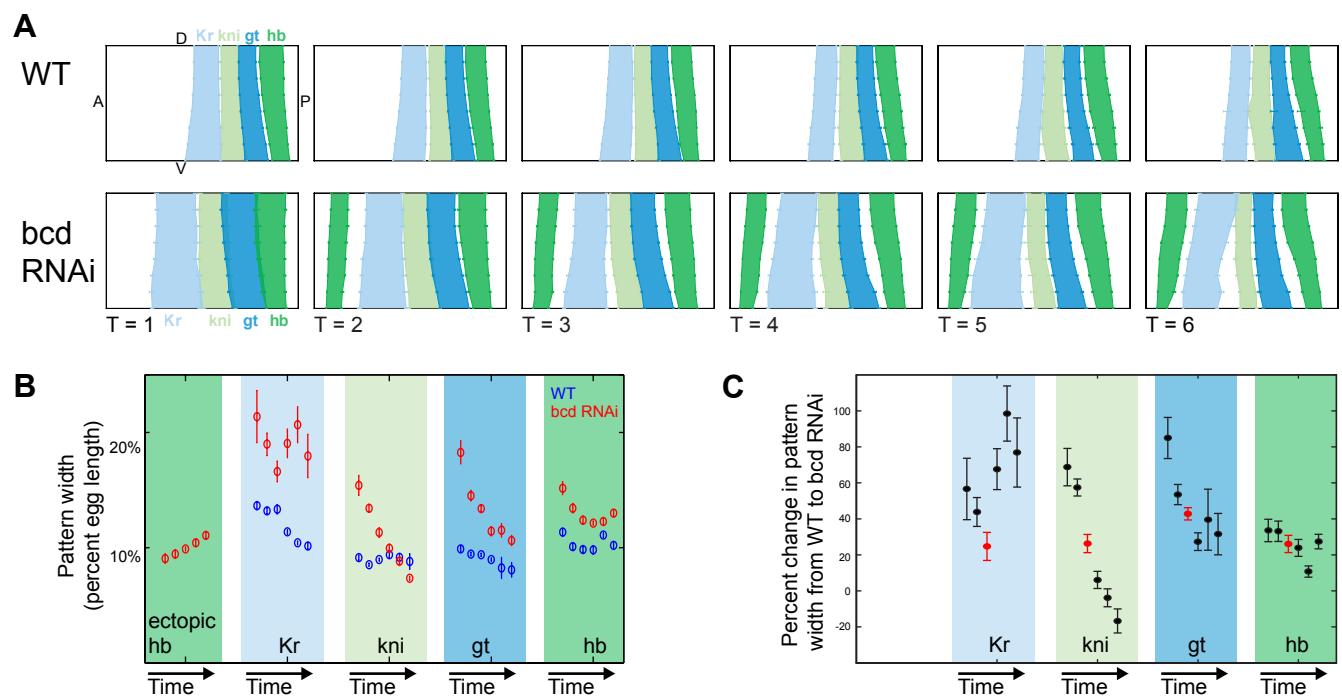 A
WT
D Kr kni gt hb
A
P
V
bcd
RNAi
T = 1 Kr kni gt hb T = 2 T = 3 T = 4 T = 5 T = 6
B
Pattern width
(percent egg length)
20%
10%
WT
bcd RNAi
ectopic
hb Kr kni gt hb
Time Time Time Time Time
C
Percent change in pattern
width from WT to bcd RNAi
100
80
60
40
20
0
-20
Kr kni gt hb
Time Time Time Time